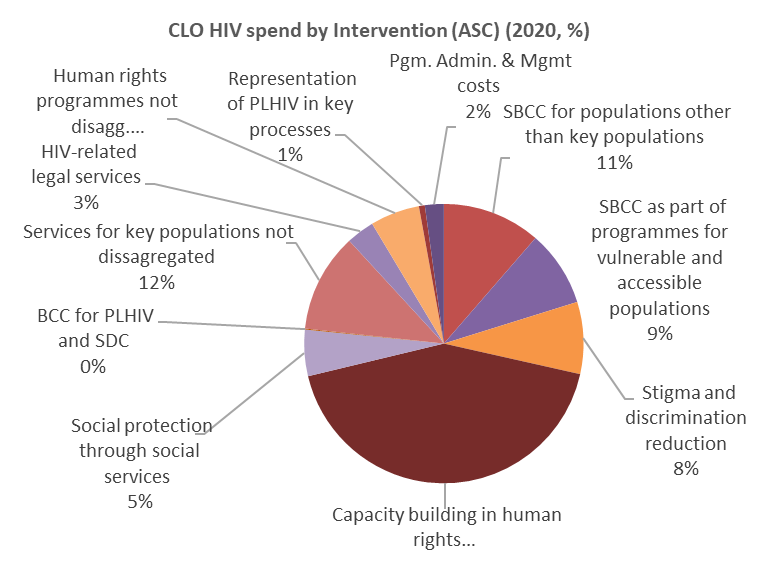 CLO HIV spend by Intervention (ASC) (2020, %)
Pgm. Admin. & Mgmt
costs
2%
SBCC for populations other
than key populations
11%
SBCC as part of
programmes for
vulnerable and
accessible
populations
9%
Stigma and
discrimination
reduction
8%
Capacity building in human
rights...
Social protection
through social
services
5%
BCC for PLHIV
and SDC
0%
Services for key populations not
dissagregated
12%
HIV-related
legal services
3%
Human rights
programmes not
disagg....
Representation
of PLHIV in key
processes
1%